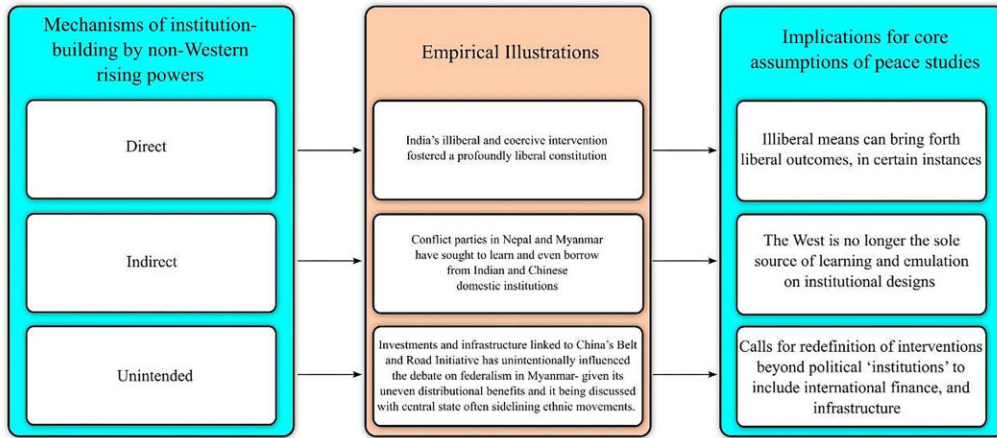 Mechanisms of institution-
building by non-Western
rising powers
Direct
Indirect
Unintended
Empirical Illustrations
India's illiberal and coercive intervention
fostered a profoundly liberal constitution
Conflict parties in Nepal and Myanmar
have sought to learn and even borrow
from Indian and Chinese
domestic institutions
Investments and infrastructure linked to China's Belt
and Road Initiative has unintentionally influenced
the debate on federalism in Myanmar- given its
uneven distributional benefits and it being discussed
with central state often sidelining ethnic movements.
Implications for core
assumptions of peace studies
Illiberal means can bring forth
liberal outcomes, in certain instances
The West is no longer the sole
source of learning and emulation
on institutional designs
Calls for redefinition of interventions
beyond political ‘institutions’ to
include international finance, and
infrastructure